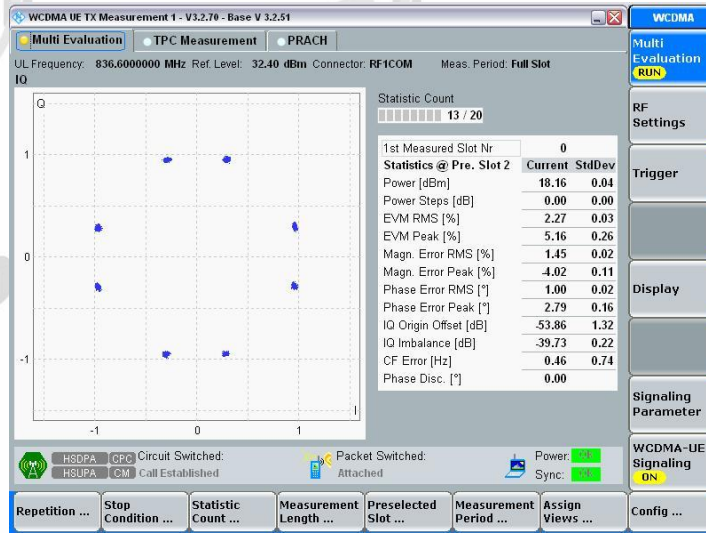 WCDMA UE TX Measurement 1 - V3.2.70 - Base V 3.2.51
WCDMA
Multi Evaluation
TPC Measurement
PRACH
Multi
Evaluation
RUN
UL Frequency: 836.6000000 MHz Ref. Level: 32.40 dBm Connector: RF1COM Meas. Period: Full Slot
IQ
Q
1
0
-1
-1 0 1
I
Statistic Count
13 / 20
1st Measured Slot Nr 0
Statistics @ Pre. Slot 2 Current StdDev
Power [dBm] 18.16 0.04
Power Steps [dB] 0.00 0.00
EVM RMS [%] 2.27 0.03
EVM Peak [%] 5.16 0.26
Magn. Error RMS [%] 1.45 0.02
Magn. Error Peak [%] -4.02 0.11
Phase Error RMS [°] 1.00 0.02
Phase Error Peak [°] 2.79 0.16
IQ Origin Offset [dB] -53.86 1.32
IQ Imbalance [dB] -39.73 0.22
CF Error [Hz] 0.46 0.74
Phase Disc. [°] 0.00
RF
Settings
Trigger
Display
Signaling
Parameter
WCDMA-UE
Signaling
ON
HSDPA CPC Circuit Switched: Packet Switched: Power:
HSUPA CM Call Established Attached Sync:
Repetition ...
Stop
Condition ...
Statistic
Count ...
Measurement
Length ...
Preselected
Slot ...
Measurement
Period ...
Assign
Views ...
Config ...